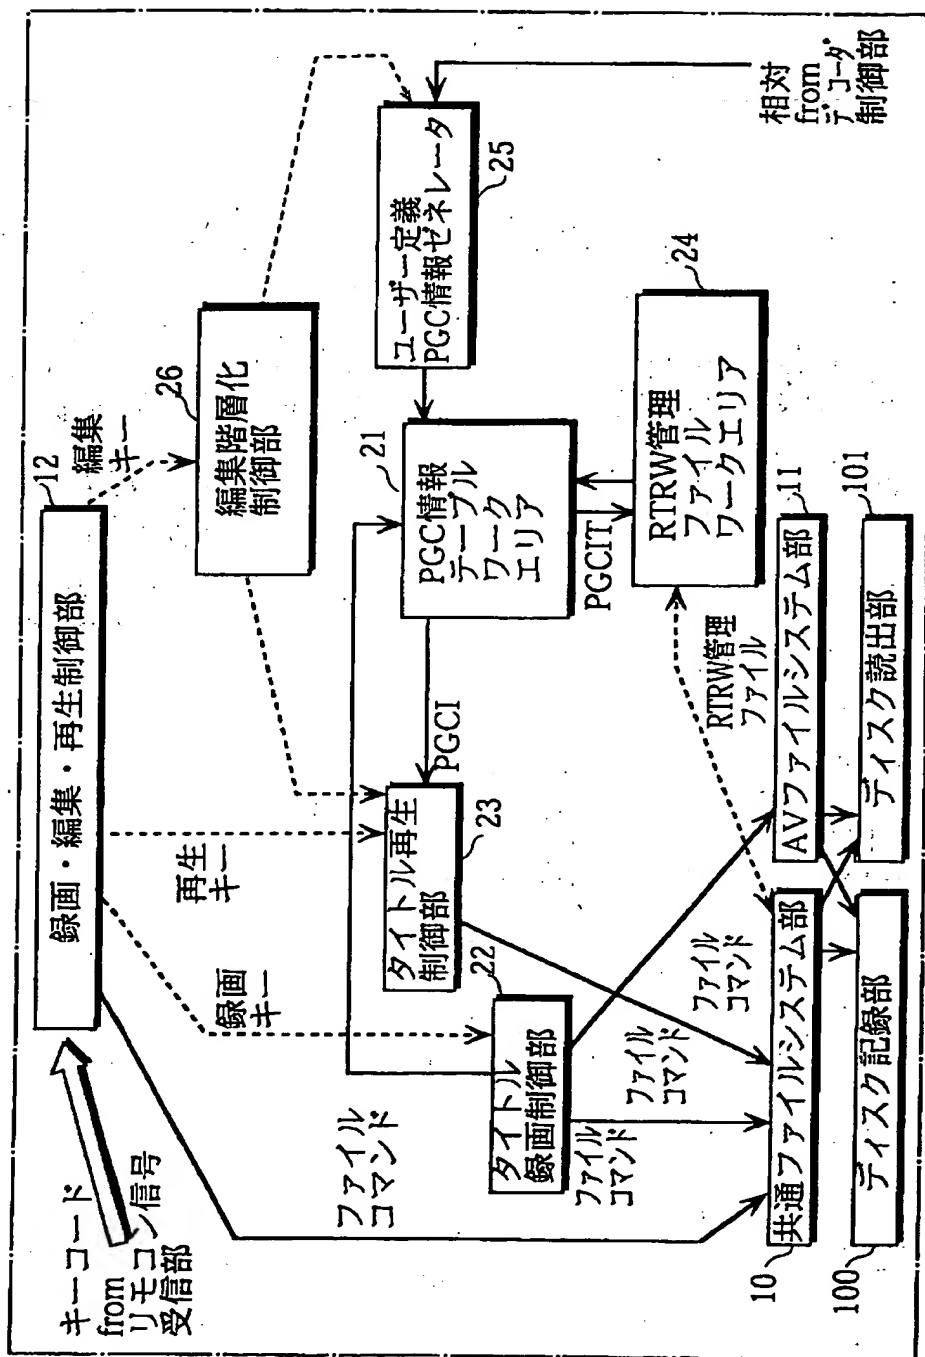 キーコード
from
リモコン信号
受信部
録画・編集・再生制御部
12
編集
キー
26
編集階層化
制御部
再生
キー
録画
キー
ファイル
コマンド
ユーザー定義
PGC情報ゼネレータ
25
相対
from
デコーダ
制御部
21
PGC情報
テーブル
ワーク
エリア
PGCI
タイトル再生
制御部
23
22
タイトル
録画制御部
PGCIT
24
RTRW管理
ファイル
ワークエリア
RTRW管理
ファイル
ファイル
コマンド
ファイル
コマンド
ファイル
コマンド
10
共通ファイルシステム部
AVファイルシステム部
11
100
ディスク記録部
ディスク読出部
101